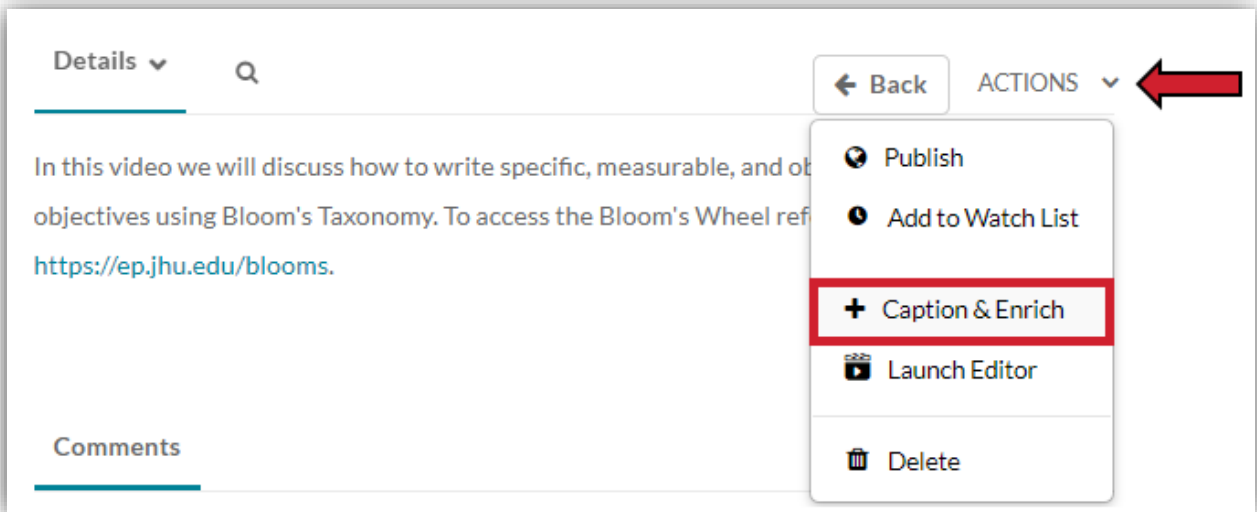 Details
Back ACTIONS
In this video we will discuss how to write specific, measurable, and
objectives using Bloom's Taxonomy. To access the Bloom's Wheel
https://ep.jhu.edu/blooms.
Publish
Add to Watch List
Caption & Enrich
Launch Editor
Delete
Comments